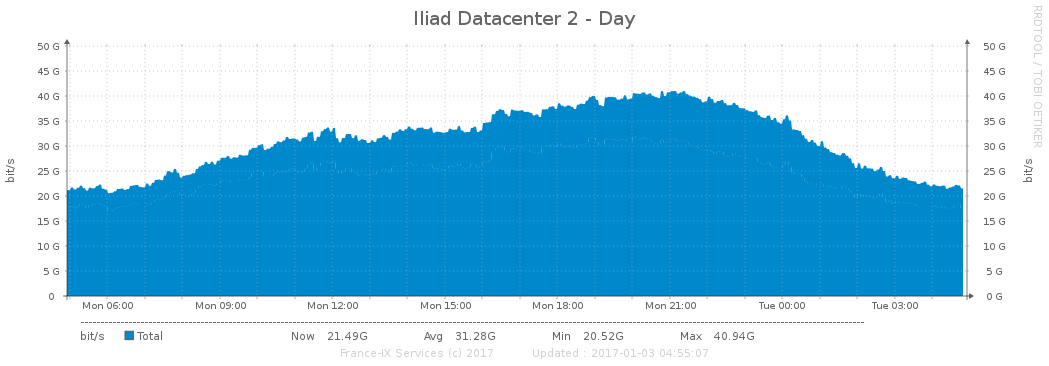 Iliad Datacenter 2 - Day
RRDTOOL / TOBI OETIKER
50 G 50 G
45 G 45 G
40 G 40 G
35 G 35 G
30 G 30 G
25 G 25 G
20 G 20 G
15 G 15 G
10 G 10 G
5 G 5 G
0 0 G
bit/s bit/s
Mon 06:00 Mon 09:00 Mon 12:00 Mon 15:00 Mon 18:00 Mon 21:00 Tue 00:00 Tue 03:00
bit/s Total Now 21.49G Avg 31.28G Min 20.52G Max 40.94G
France-IX Services (c) 2017 Updated : 2017-01-03 04:55:07